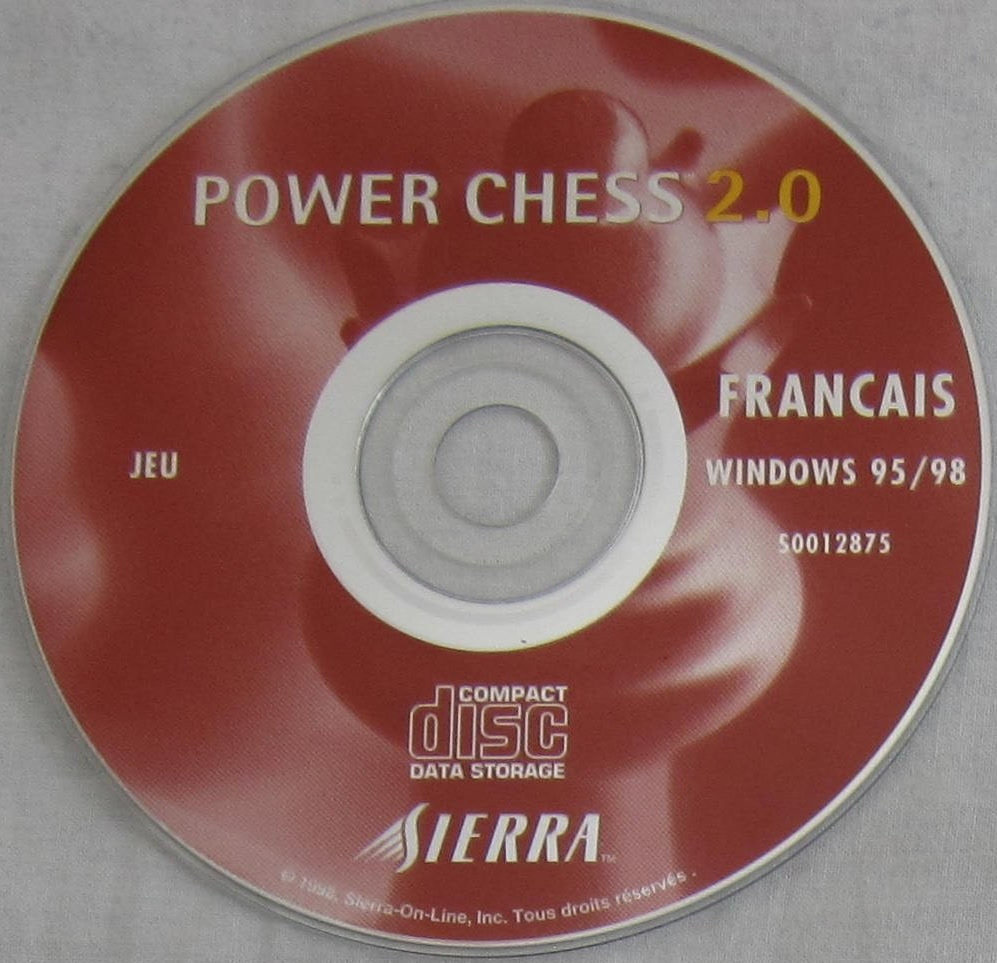 POWER CHESS 2.0
FRANCAIS
JEU
WINDOWS 95/98
S0012875
COMPACT
disc
DATA STORAGE
SIERRA™
© 1998, Sierra-On-Line, Inc. Tous droits réservés.